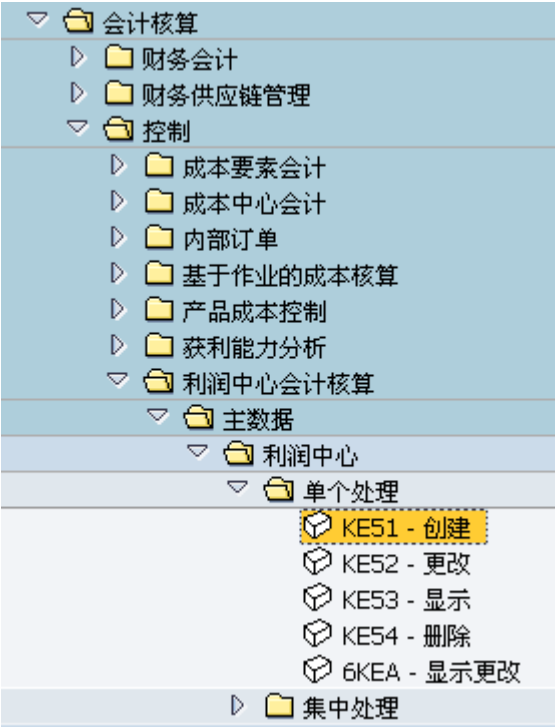 会计核算
财务会计
财务供应链管理
控制
成本要素会计
成本中心会计
内部订单
基于作业的成本核算
产品成本控制
获利能力分析
利润中心会计核算
主数据
利润中心
单个处理
KE51 - 创建
KE52 - 更改
KE53 - 显示
KE54 - 删除
6KEA - 显示更改
集中处理